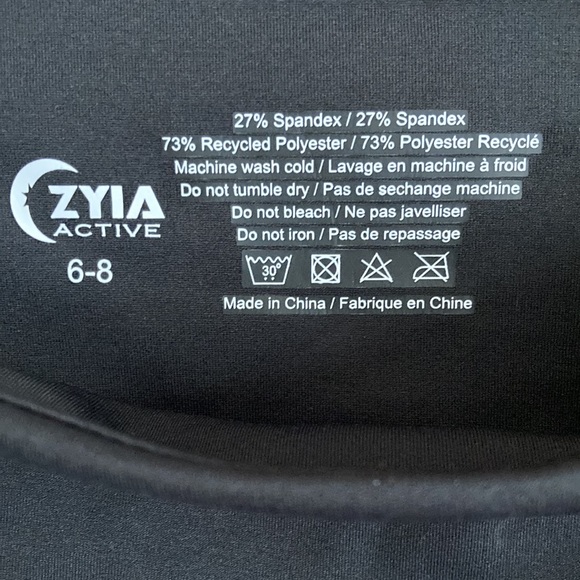 27% Spandex / 27% Spandex
73% Recycled Polyester / 73% Polyester Recyclé
Machine wash cold / Lavage en machine à froid
Do not tumble dry / Pas de sechange machine
Do not bleach / Ne pas javelliser
Do not iron / Pas de repassage
30°
Made in China / Fabrique en Chine
ZYIA
ACTIVE
6-8